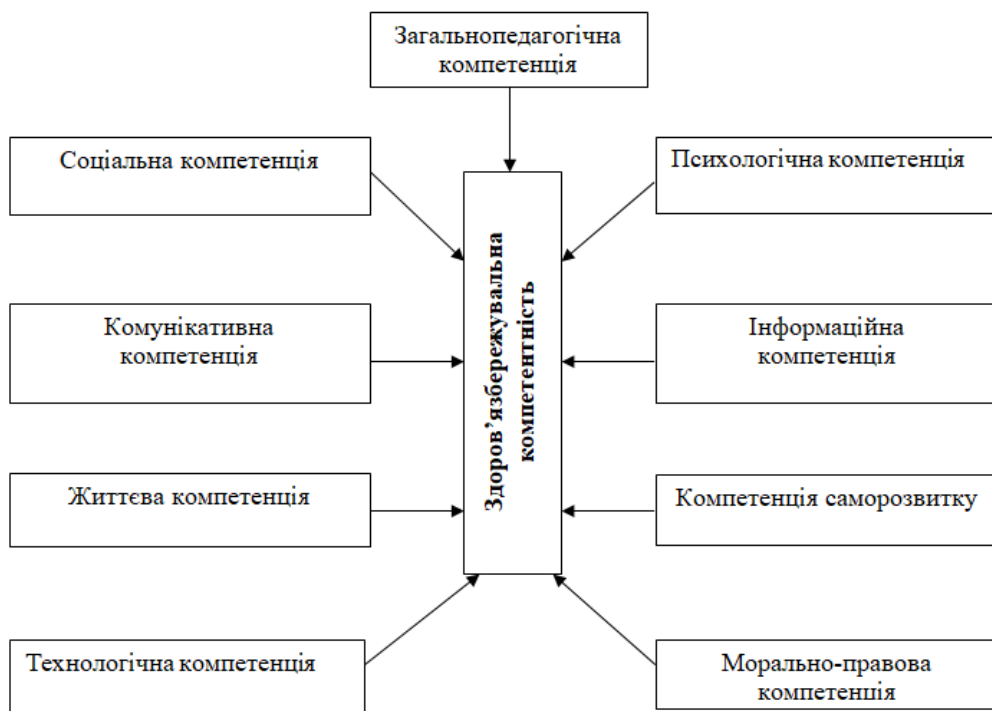 Загальнопедагогічна
компетенція
Соціальна компетенція
Психологічна компетенція
Здоров’язбережувальна
компетентність
Комунікативна
компетенція
Інформаційна
компетенція
Життєва компетенція
Компетенція саморозвитку
Технологічна компетенція
Морально-правова
компетенція